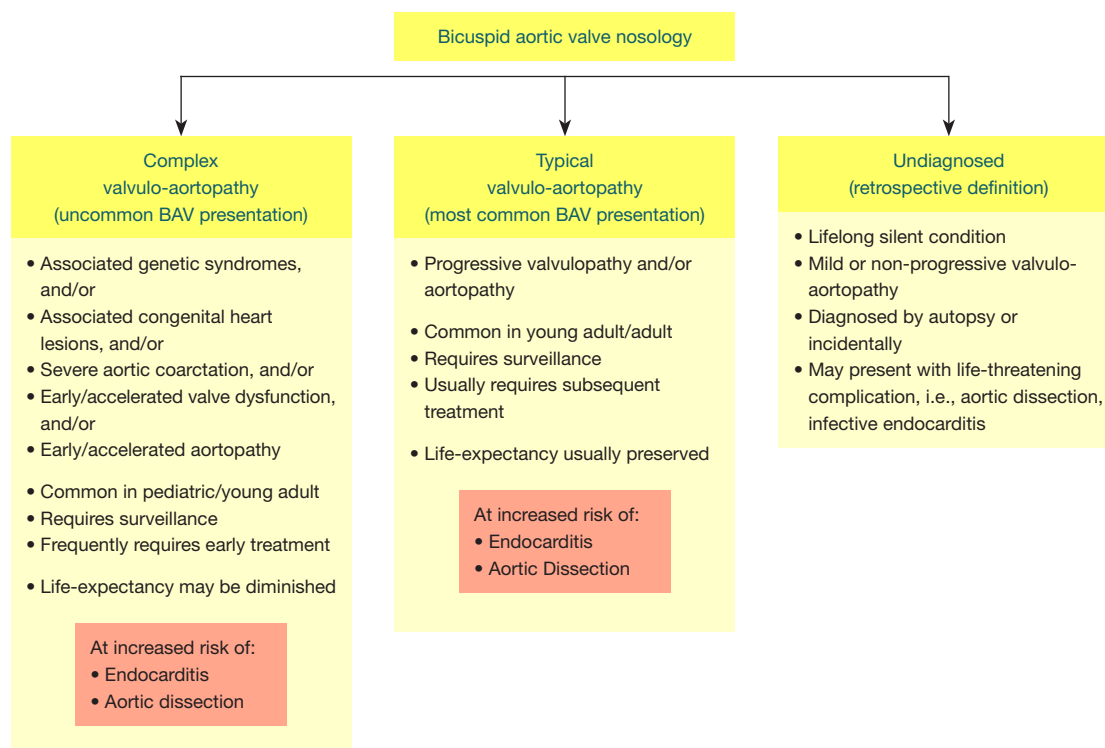 Bicuspid aortic valve nosology
Complex
valvulo-aortopathy
(uncommon BAV presentation)
• Associated genetic syndromes,
and/or
• Associated congenital heart
lesions, and/or
• Severe aortic coarctation, and/or
• Early/accelerated valve dysfunction,
and/or
• Early/accelerated aortopathy
• Common in pediatric/young adult
• Requires surveillance
• Frequently requires early treatment
• Life-expectancy may be diminished
At increased risk of:
• Endocarditis
• Aortic dissection
Typical
valvulo-aortopathy
(most common BAV presentation)
• Progressive valvulopathy and/or
aortopathy
• Common in young adult/adult
• Requires surveillance
• Usually requires subsequent
treatment
• Life-expectancy usually preserved
At increased risk of:
• Endocarditis
• Aortic Dissection
Undiagnosed
(retrospective definition)
• Lifelong silent condition
• Mild or non-progressive valvulo-
aortopathy
• Diagnosed by autopsy or
incidentally
• May present with life-threatening
complication, i.e., aortic dissection,
infective endocarditis